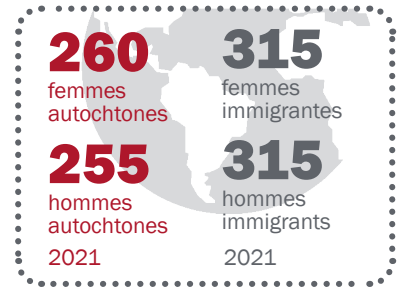 260
femmes
autochtones
255
hommes
autochtones
2021
315
femmes
immigrantes
315
hommes
immigrants
2021